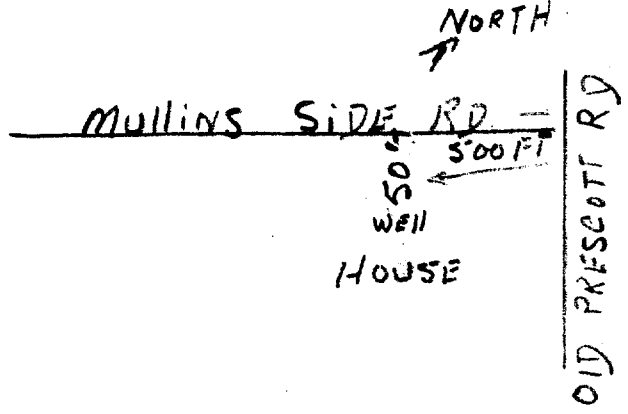 NORTH
Mullins SiDE RD
500 FT
50'
WEll
HOUSE
OlD PRESCOTT RD